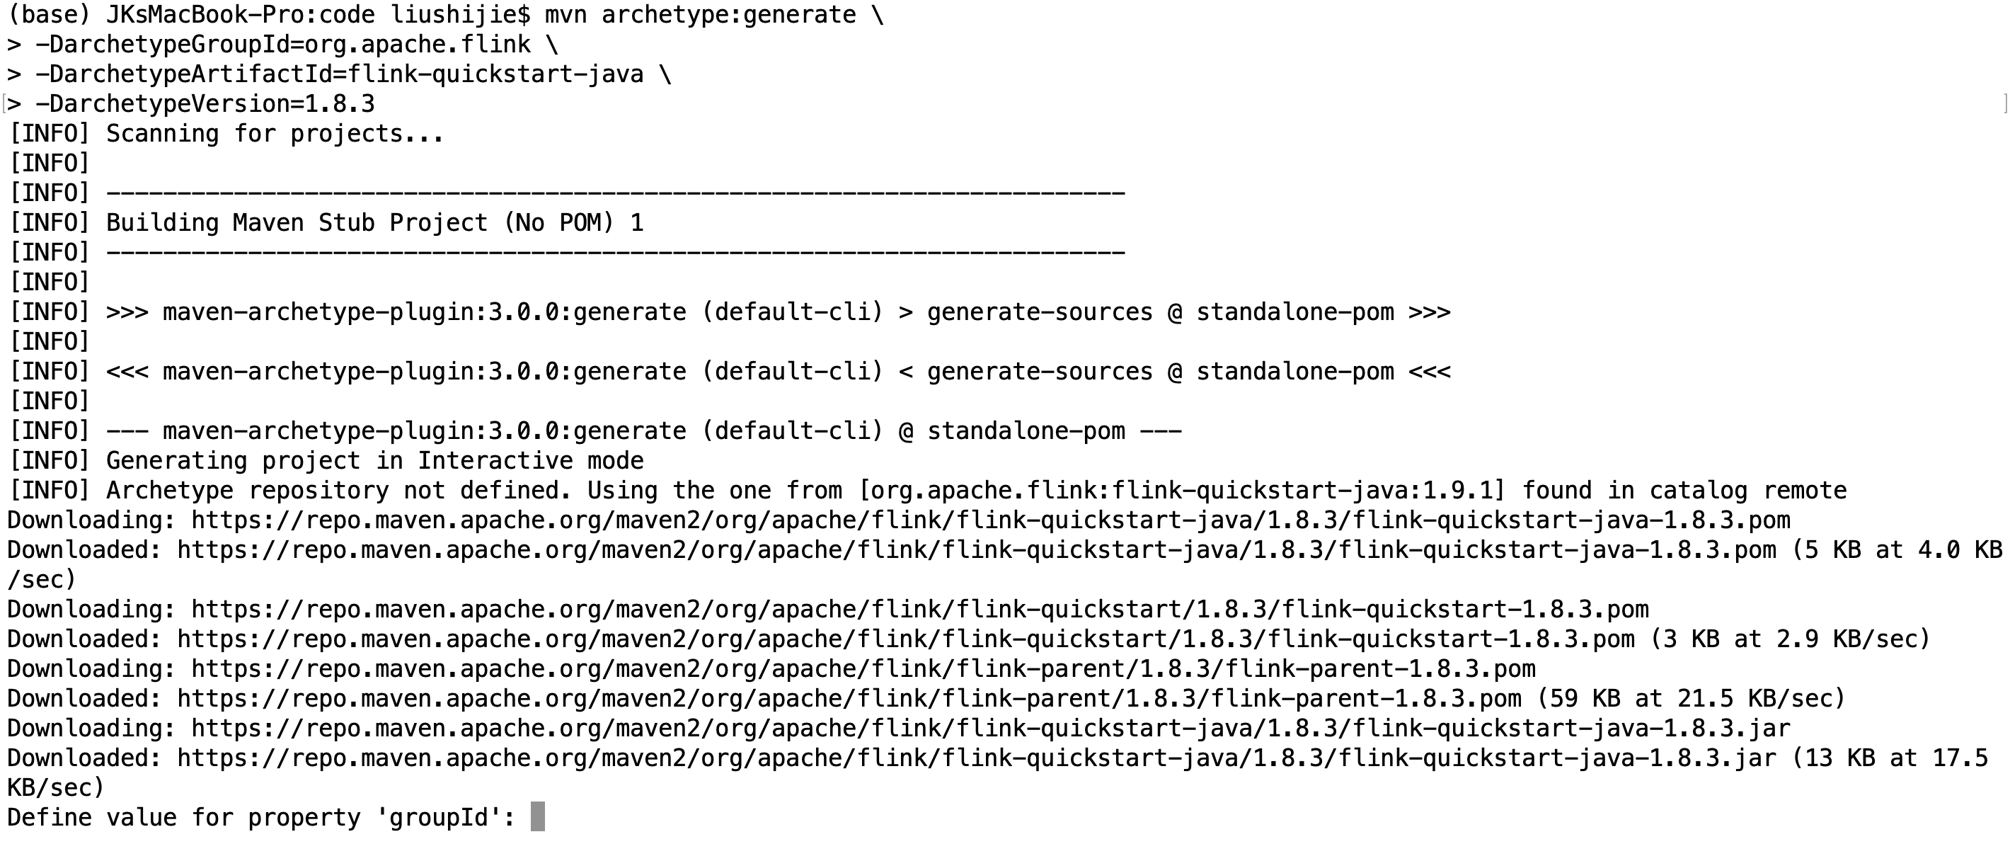 (base) JKsMacBook-Pro:code liushijie$ mvn archetype:generate \
> -DarchetypeGroupId=org.apache.flink \
> -DarchetypeArtifactId=flink-quickstart-java \
[> -DarchetypeVersion=1.8.3 ]
[INFO] Scanning for projects...
[INFO]
[INFO] ------------------------------------------------------------------------
[INFO] Building Maven Stub Project (No POM) 1
[INFO] ------------------------------------------------------------------------
[INFO]
[INFO] >>> maven-archetype-plugin:3.0.0:generate (default-cli) > generate-sources @ standalone-pom >>>
[INFO]
[INFO] <<< maven-archetype-plugin:3.0.0:generate (default-cli) < generate-sources @ standalone-pom <<<
[INFO]
[INFO] --- maven-archetype-plugin:3.0.0:generate (default-cli) @ standalone-pom ---
[INFO] Generating project in Interactive mode
[INFO] Archetype repository not defined. Using the one from [org.apache.flink:flink-quickstart-java:1.9.1] found in catalog remote
Downloading: https://repo.maven.apache.org/maven2/org/apache/flink/flink-quickstart-java/1.8.3/flink-quickstart-java-1.8.3.pom
Downloaded: https://repo.maven.apache.org/maven2/org/apache/flink/flink-quickstart-java/1.8.3/flink-quickstart-java-1.8.3.pom (5 KB at 4.0 KB
/sec)
Downloading: https://repo.maven.apache.org/maven2/org/apache/flink/flink-quickstart/1.8.3/flink-quickstart-1.8.3.pom
Downloaded: https://repo.maven.apache.org/maven2/org/apache/flink/flink-quickstart/1.8.3/flink-quickstart-1.8.3.pom (3 KB at 2.9 KB/sec)
Downloading: https://repo.maven.apache.org/maven2/org/apache/flink/flink-parent/1.8.3/flink-parent-1.8.3.pom
Downloaded: https://repo.maven.apache.org/maven2/org/apache/flink/flink-parent/1.8.3/flink-parent-1.8.3.pom (59 KB at 21.5 KB/sec)
Downloading: https://repo.maven.apache.org/maven2/org/apache/flink/flink-quickstart-java/1.8.3/flink-quickstart-java-1.8.3.jar
Downloaded: https://repo.maven.apache.org/maven2/org/apache/flink/flink-quickstart-java/1.8.3/flink-quickstart-java-1.8.3.jar (13 KB at 17.5
KB/sec)
Define value for property 'groupId':